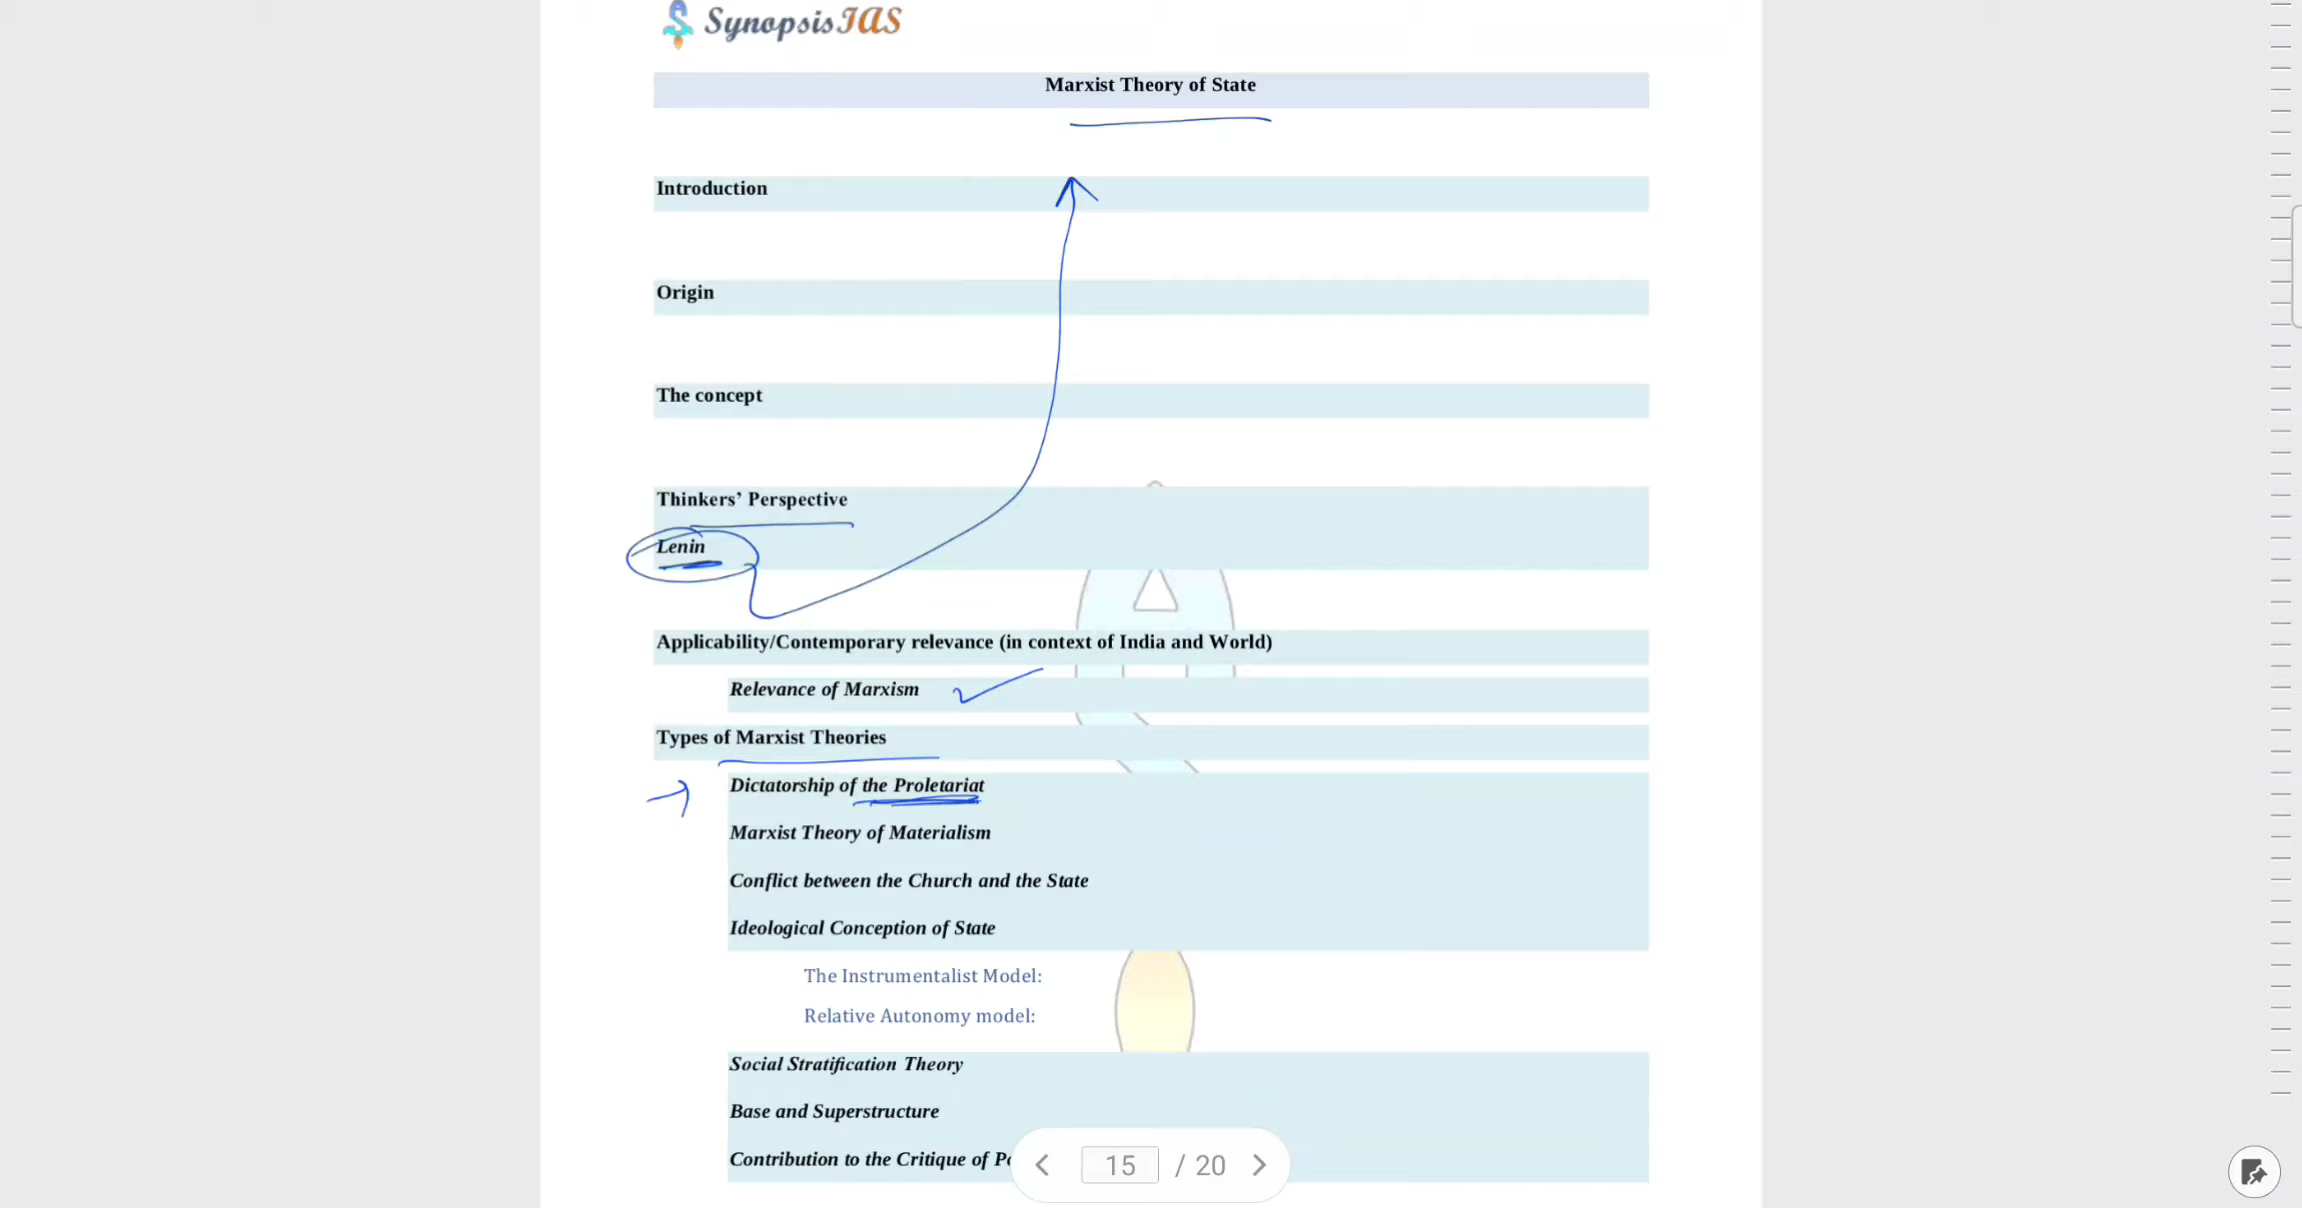 Synopsis IAS
Marxist Theory of State
Introduction
Origin
The concept
Thinkers’ Perspective
Lenin
Applicability/Contemporary relevance (in context of India and World)
Relevance of Marxism
Types of Marxist Theories
Dictatorship of the Proletariat
Marxist Theory of Materialism
Conflict between the Church and the State
Ideological Conception of State
The Instrumentalist Model:
Relative Autonomy model:
Social Stratification Theory
Base and Superstructure
Contribution to the Critique of
15 / 20